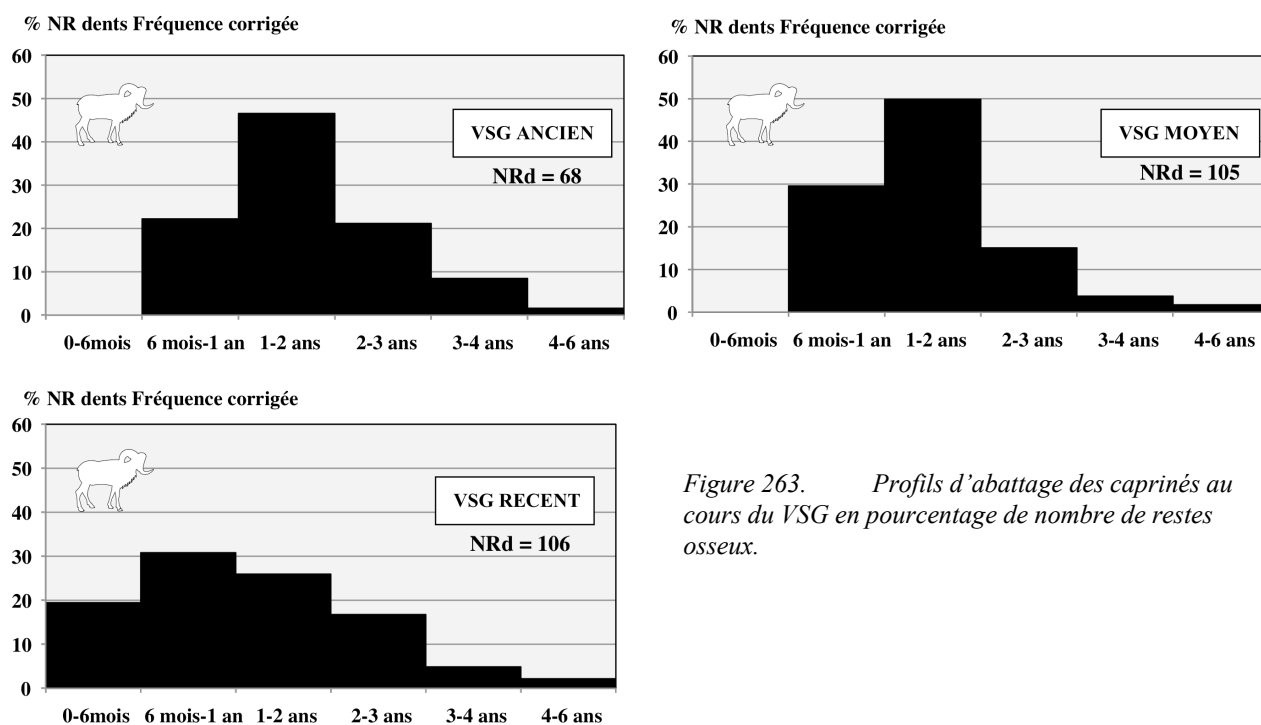 % NR dents Fréquence corrigée
60
50
40
30
20
10
0
VSG ANCIEN
NRd = 68
0-6mois 6 mois-1 an 1-2 ans 2-3 ans 3-4 ans 4-6 ans
% NR dents Fréquence corrigée
60
50
40
30
20
10
0
VSG MOYEN
NRd = 105
0-6mois 6 mois-1 an 1-2 ans 2-3 ans 3-4 ans 4-6 ans
% NR dents Fréquence corrigée
60
50
40
30
20
10
0
VSG RECENT
NRd = 106
0-6mois 6 mois-1 an 1-2 ans 2-3 ans 3-4 ans 4-6 ans
Figure 263. Profils d’abattage des caprinés au
cours du VSG en pourcentage de nombre de restes
osseux.